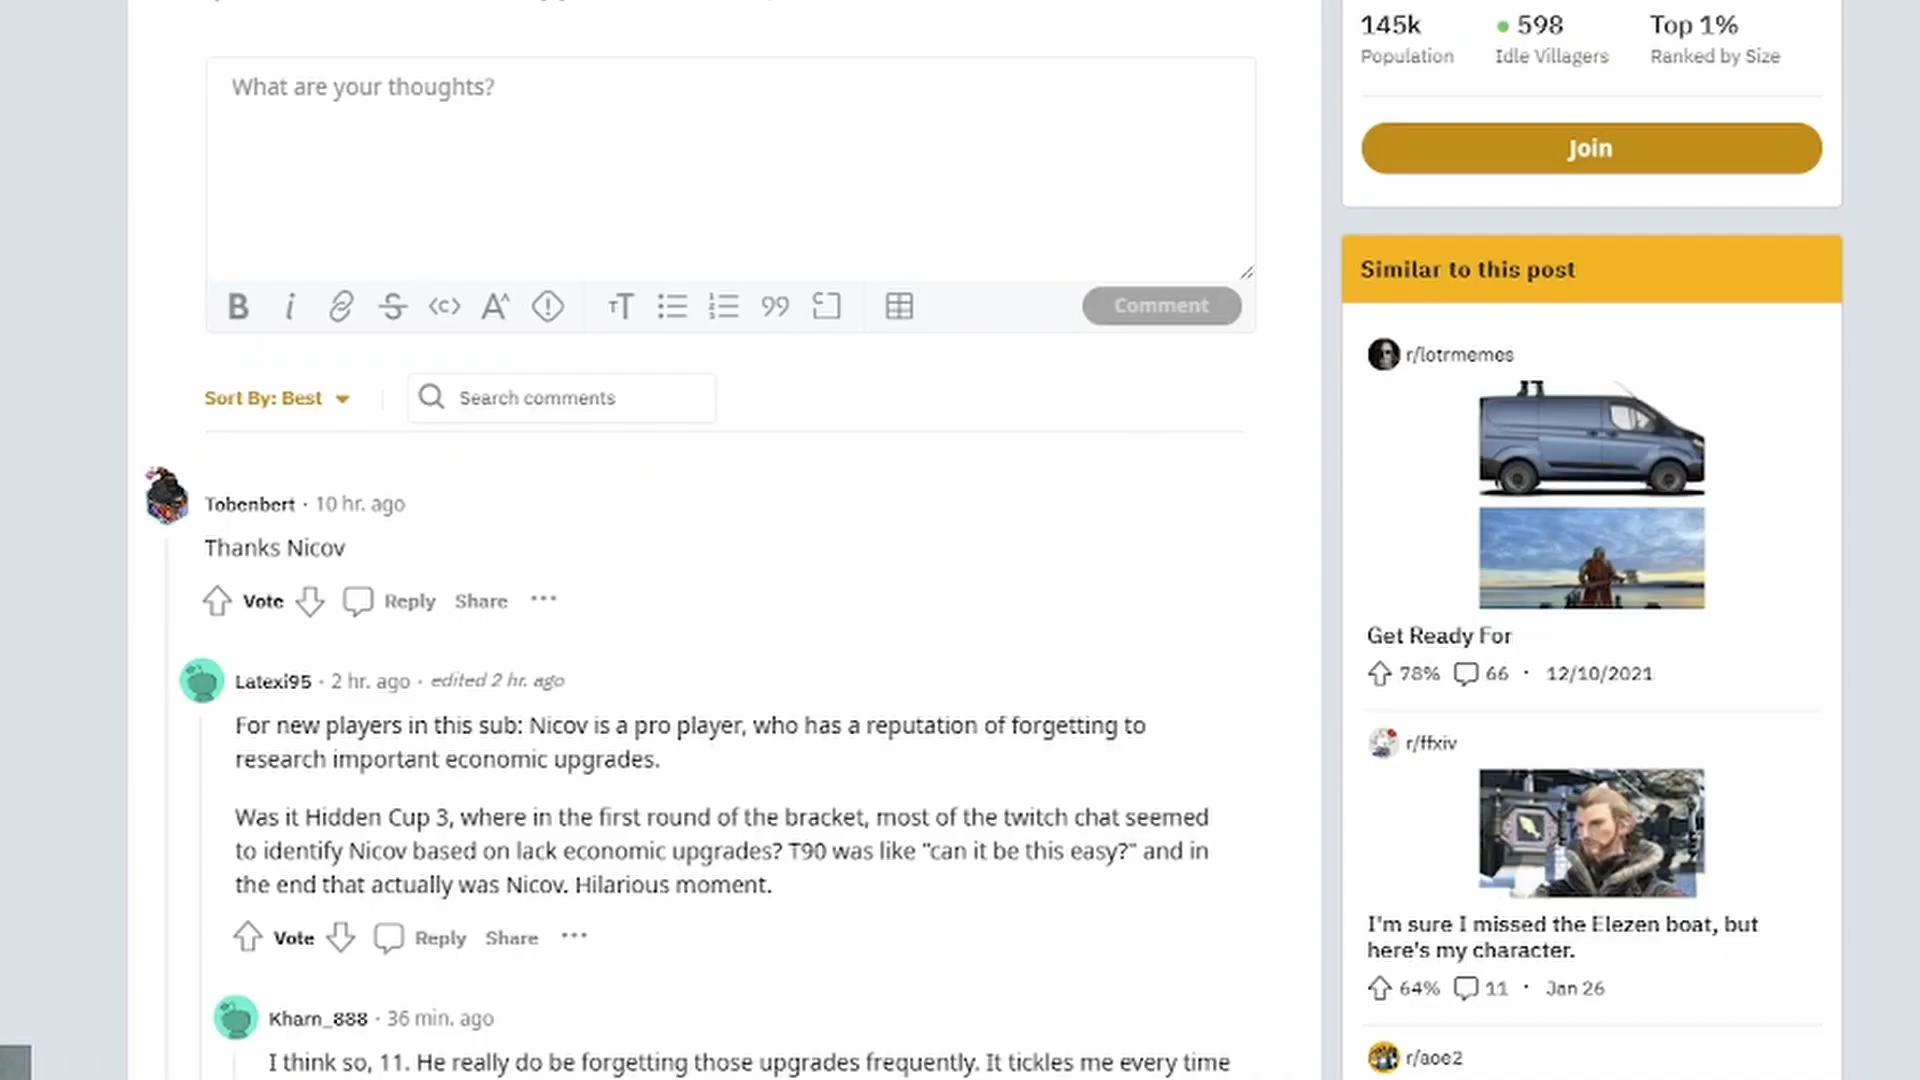 145k
598
Top 1%
Population
Idle Villagers
Ranked by Size
Join
What are your thoughts?
Comment
Sort By: Best
Search comments
Tobenbert · 10 hr. ago
Thanks Nicov
Vote
Reply
Share
Latexi95 · 2 hr. ago · edited 2 hr. ago
For new players in this sub: Nicov is a pro player, who has a reputation of forgetting to
research important economic upgrades.
Was it Hidden Cup 3, where in the first round of the bracket, most of the twitch chat seemed
to identify Nicov based on lack economic upgrades? T90 was like "can it be this easy?" and in
the end that actually was Nicov. Hilarious moment.
Vote
Reply
Share
Kharn_888 · 36 min. ago
I think so, 11. He really do be forgetting those upgrades frequently. It tickles me every time
Similar to this post
r/lotrmemes
Get Ready For
78% 66 · 12/10/2021
r/ffxiv
I'm sure I missed the Elezen boat, but
here's my character.
64% 11 · Jan 26
r/aoe2